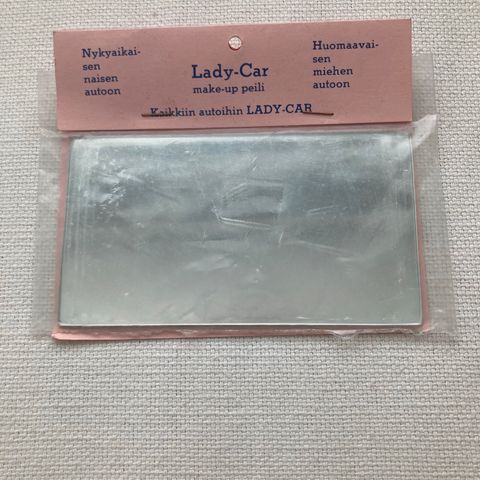 Nykyaikai-
sen
naisen
autoon
Lady-Car
make-up peili
Huomaavai-
sen
miehen
autoon
Kaikkiin autoihin LADY-CAR